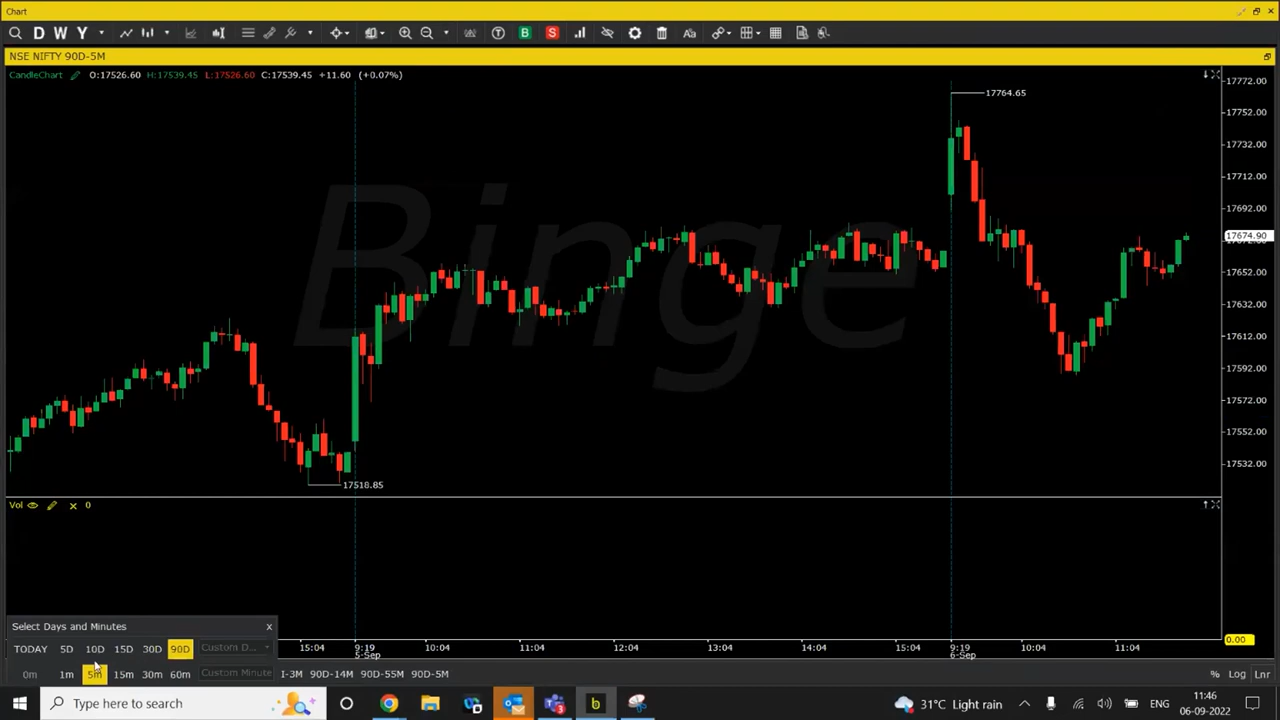 Chart
D W Y T B S Aa
NSE NIFTY 90D-5M
CandleChart O:17526.60 H:17539.45 L:17526.60 C:17539.45 +11.60 (+0.07%)
17772.00
17764.65
17752.00
17732.00
17712.00
17692.00
17674.90
17652.00
17632.00
17612.00
17592.00
17572.00
17552.00
17532.00
Binge
17518.85
Vol x 0
0.00
Select Days and Minutes x
TODAY 5D 10D 15D 30D 90D Custom D...
15:04 9:19 10:04 11:04 12:04 13:04 14:04 15:04 9:19 10:04 11:04
5-Sep 6-Sep
0m 1m 5m 15m 30m 60m Custom Minute I-3M 90D-14M 90D-55M 90D-5M % Log Lnr
Type here to search
31°C Light rain ENG
11:46
06-09-2022